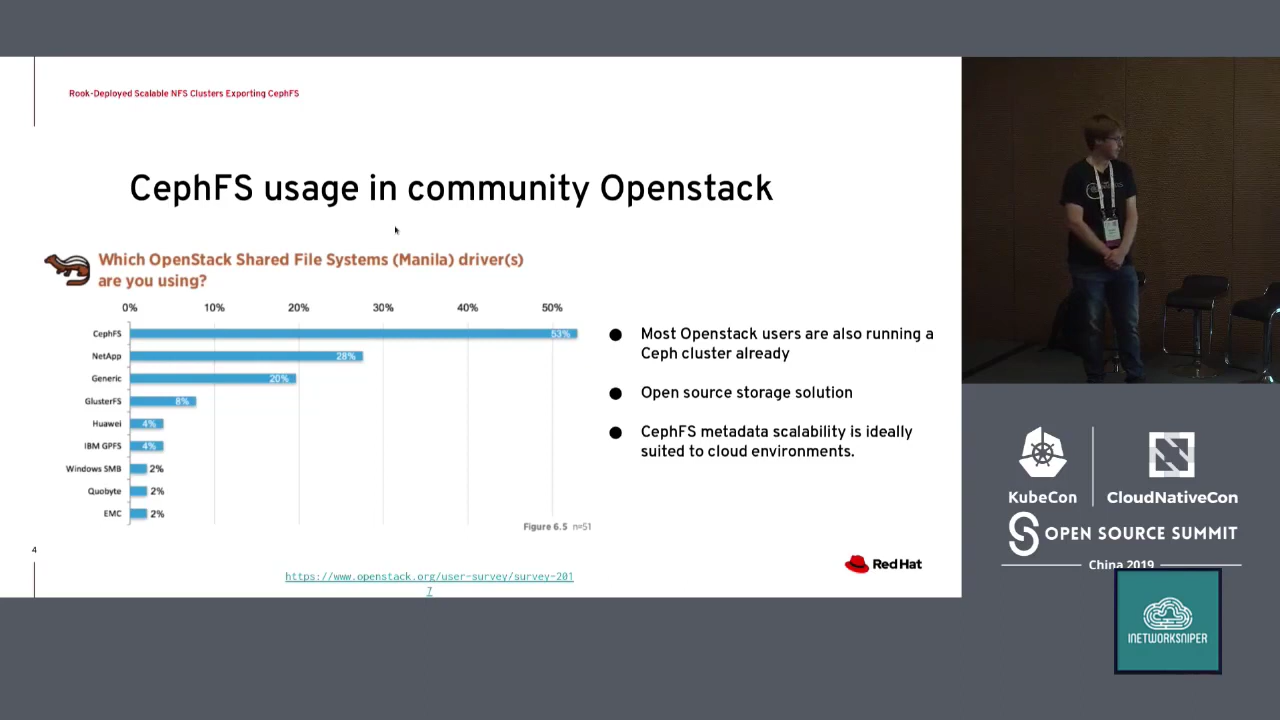 Rook-Deployed Scalable NFS Clusters Exporting CephFS
CephFS usage in community Openstack
Which OpenStack Shared File Systems (Manila) driver(s)
are you using?
0% 10% 20% 30% 40% 50%
CephFS 53%
NetApp 28%
Generic 20%
GlusterFS 8%
Huawei 4%
IBM GPFS 4%
Windows SMB 2%
Quobyte 2%
EMC 2%
Figure 6.5 n=51
Most Openstack users are also running a
Ceph cluster already
Open source storage solution
CephFS metadata scalability is ideally
suited to cloud environments.
4
https://www.openstack.org/user-survey/survey-201
7
Red Hat
KubeCon
CloudNativeCon
OPEN SOURCE SUMMIT
China 2019
INETWORKSNIPER